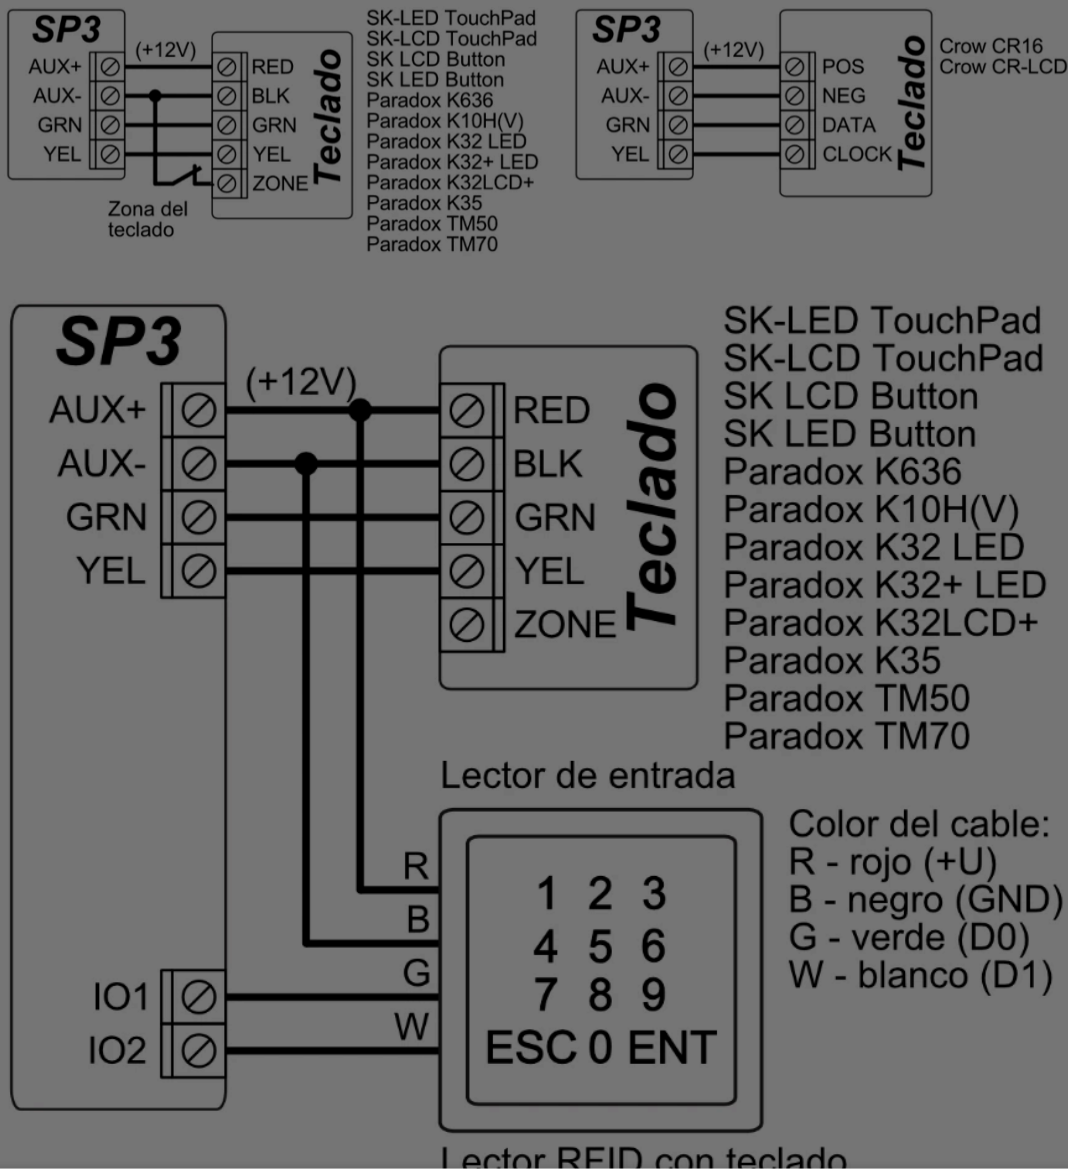 SP3
(+12V)
AUX+
AUX-
GRN
YEL
RED
BLK
GRN
YEL
ZONE
Teclado
Zona del
teclado
SK-LED TouchPad
SK-LCD TouchPad
SK LCD Button
SK LED Button
Paradox K636
Paradox K10H(V)
Paradox K32 LED
Paradox K32+ LED
Paradox K32LCD+
Paradox K35
Paradox TM50
Paradox TM70
SP3
(+12V)
AUX+
AUX-
GRN
YEL
POS
NEG
DATA
CLOCK
Teclado
Crow CR16
Crow CR-LCD
SP3
(+12V)
AUX+
AUX-
GRN
YEL
RED
BLK
GRN
YEL
ZONE
Teclado
SK-LED TouchPad
SK-LCD TouchPad
SK LCD Button
SK LED Button
Paradox K636
Paradox K10H(V)
Paradox K32 LED
Paradox K32+ LED
Paradox K32LCD+
Paradox K35
Paradox TM50
Paradox TM70
Lector de entrada
R
B
G
W
IO1
IO2
1 2 3
4 5 6
7 8 9
ESC 0 ENT
Color del cable:
R - rojo (+U)
B - negro (GND)
G - verde (D0)
W - blanco (D1)
Lector RFID con teclado